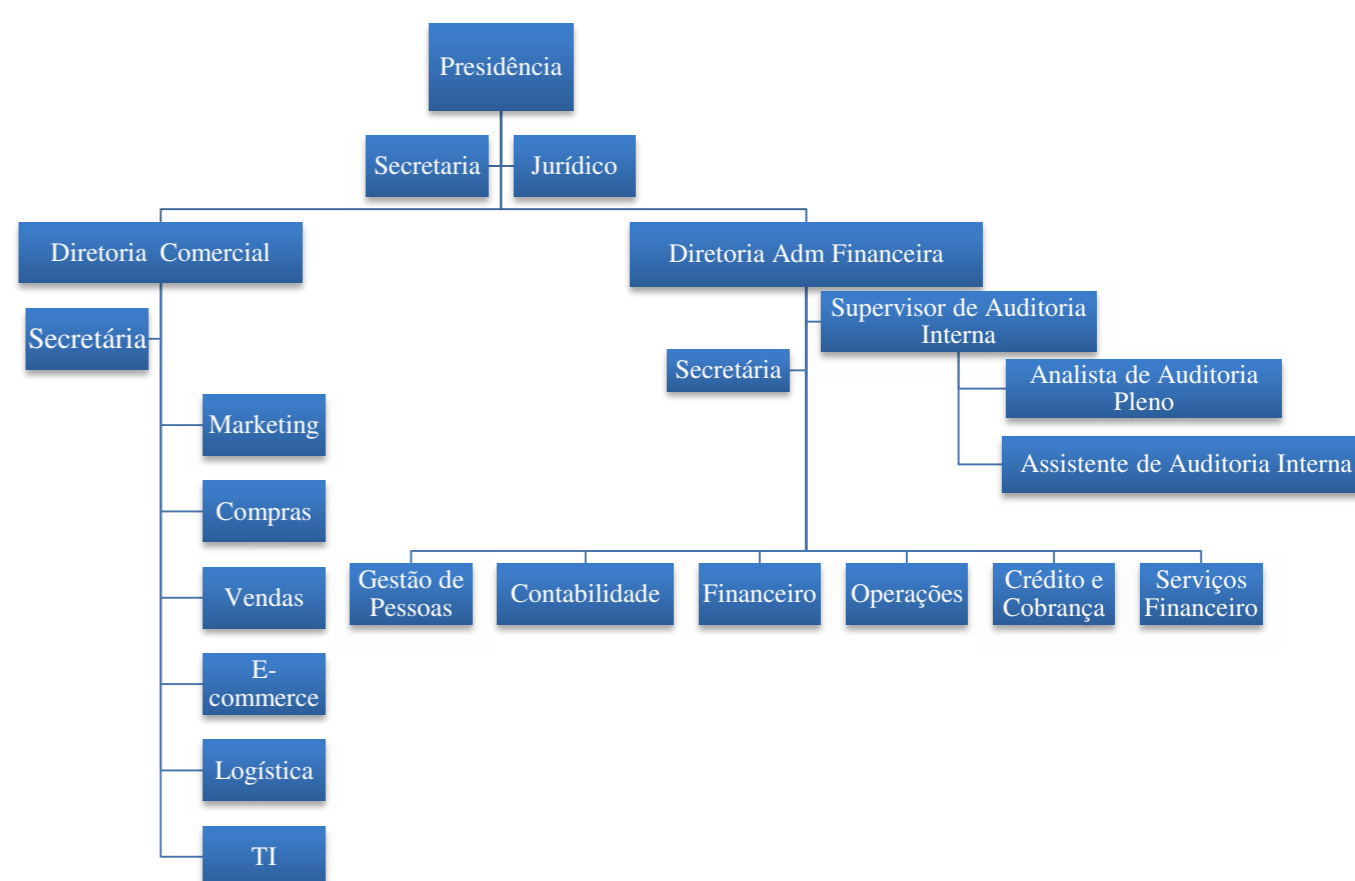 Presidência
Secretaria
Jurídico
Diretoria Comercial
Diretoria Adm Financeira
Secretária
Supervisor de Auditoria
Interna
Secretária
Analista de Auditoria
Pleno
Assistente de Auditoria Interna
Marketing
Compras
Vendas
E-
commerce
Logística
TI
Gestão de
Pessoas
Contabilidade
Financeiro
Operações
Crédito e
Cobrança
Serviços
Financeiro